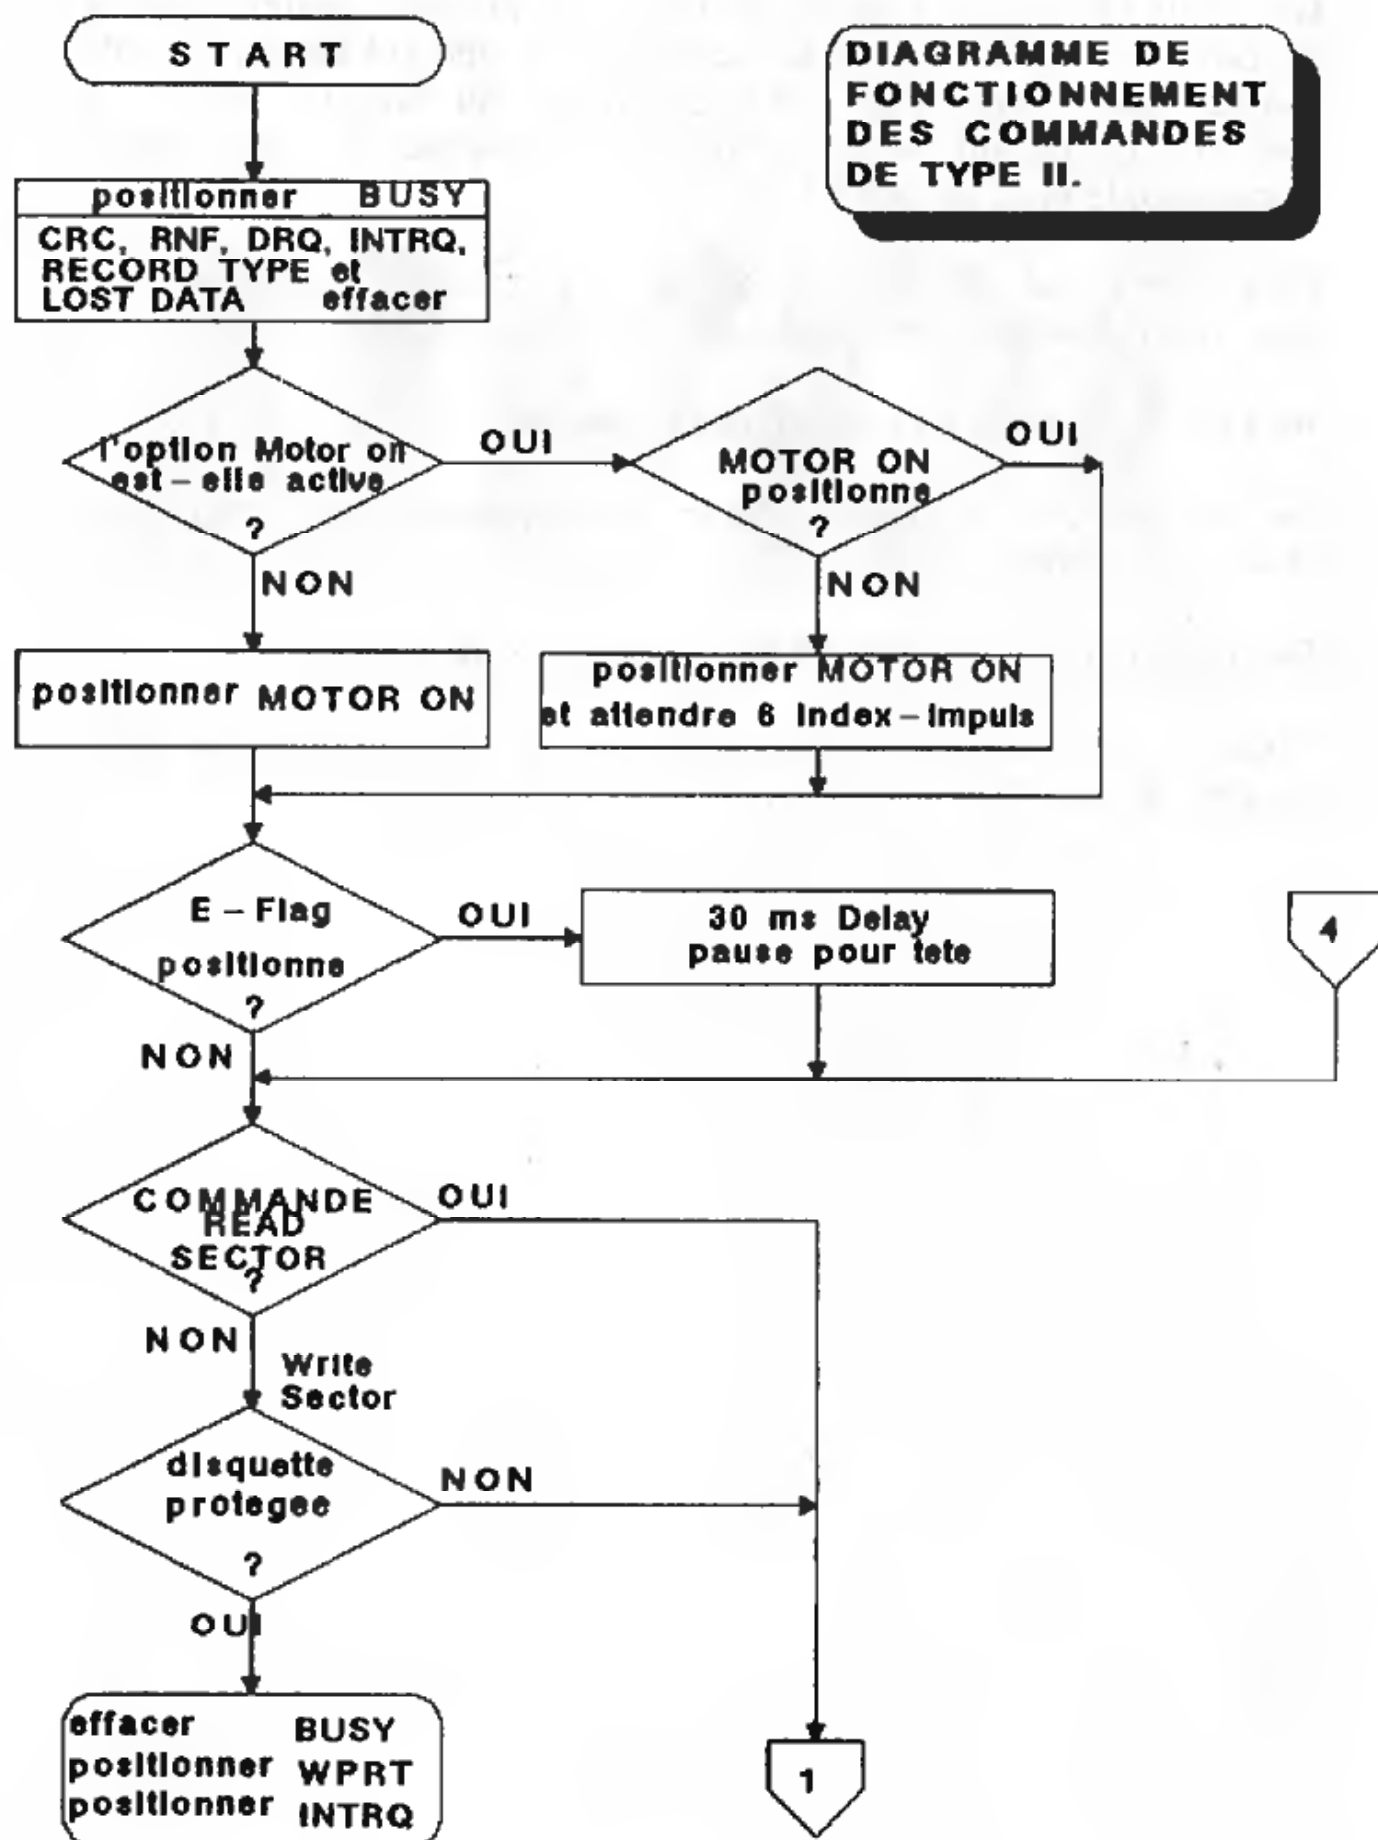 START
DIAGRAMME DE
FONCTIONNEMENT
DES COMMANDES
DE TYPE II.
positionner BUSY
CRC, RNF, DRQ, INTRQ,
RECORD TYPE et
LOST DATA effacer
l'option Motor on
est-elle active
?
OUI
MOTOR ON
positionne
?
OUI
NON
NON
positionner MOTOR ON
positionner MOTOR ON
et attendre 6 Index-Impuls
E-Flag
positionne
?
OUI
30 ms Delay
pause pour tete
4
NON
COMMANDE
READ
SECTOR
?
OUI
NON
Write
Sector
disquette
protegee
?
NON
OUI
effacer BUSY
positionner WPRT
positionner INTRQ
1